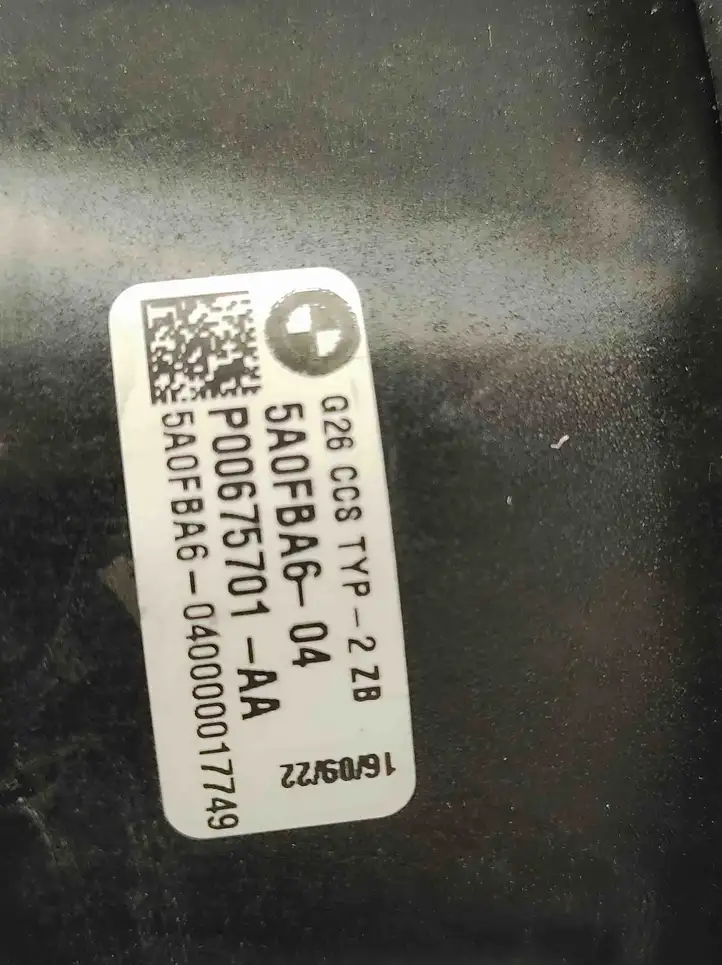 G26 CCS TYP-2 ZB
5A0FBA6-04
P00675701-AA
5A0FBA6-040000017749
16/09/22